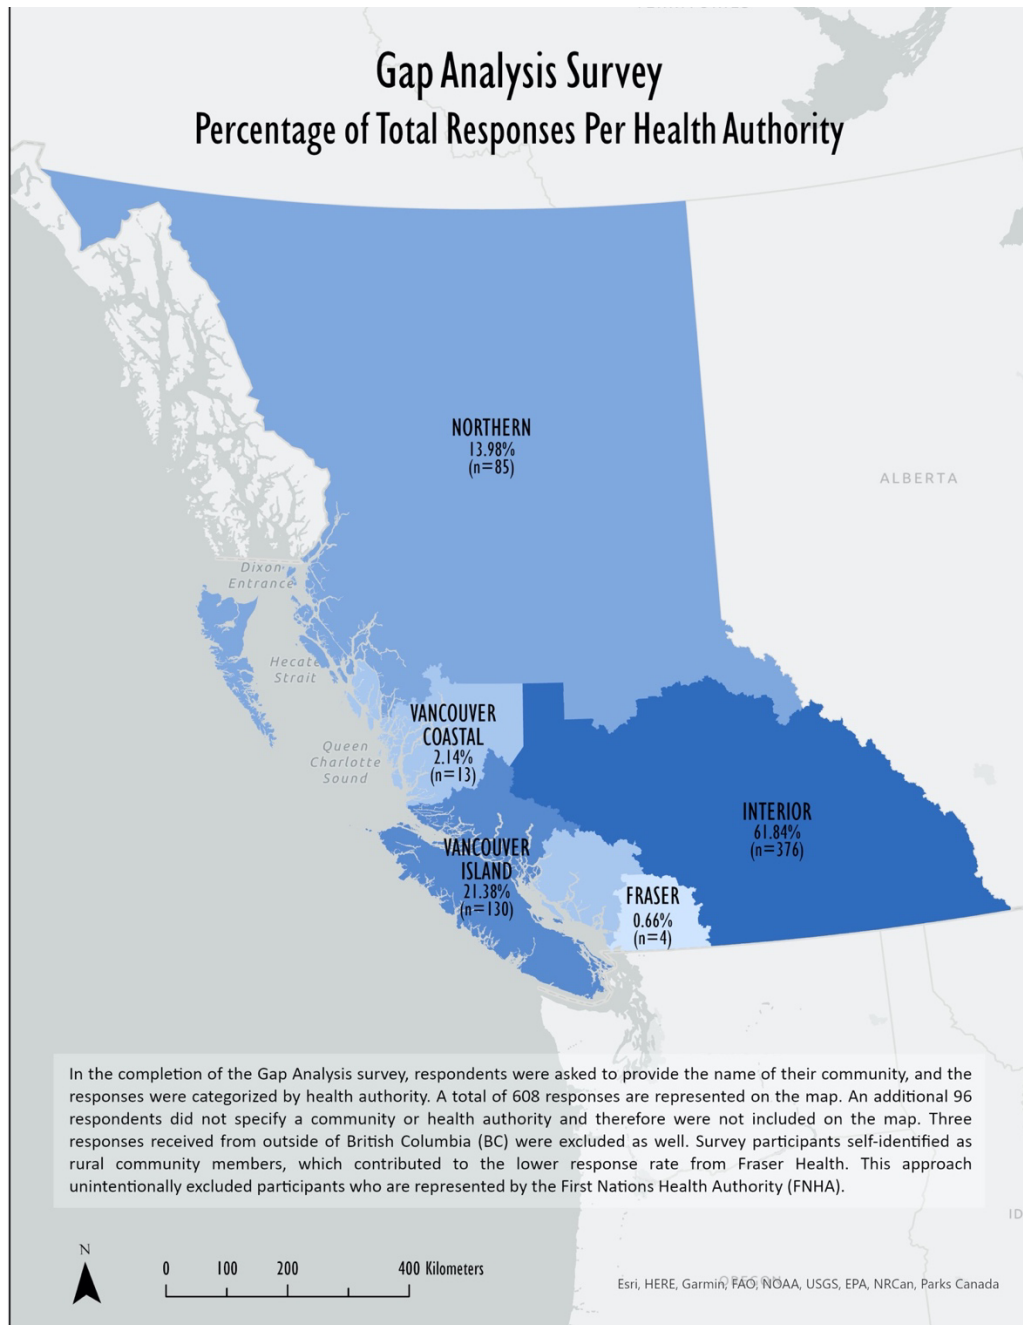 TERRITORIES
Gap Analysis Survey
Percentage of Total Responses Per Health Authority
NORTHERN
13.98%
(n=85)
ALBERTA
Dixon
Entrance
Hecate
Strait
VANCOUVER
COASTAL
2.14%
(n=13)
Queen
Charlotte
Sound
INTERIOR
61.84%
(n=376)
VANCOUVER
ISLAND
21.38%
(n=130)
FRASER
0.66%
(n=4)
In the completion of the Gap Analysis survey, respondents were asked to provide the name of their community, and the
responses were categorized by health authority. A total of 608 responses are represented on the map. An additional 96
respondents did not specify a community or health authority and therefore were not included on the map. Three
responses received from outside of British Columbia (BC) were excluded as well. Survey participants self-identified as
rural community members, which contributed to the lower response rate from Fraser Health. This approach
unintentionally excluded participants who are represented by the First Nations Health Authority (FNHA).
ID
N
0 100 200 400 Kilometers
OREGON
Esri, HERE, Garmin, FAO, NOAA, USGS, EPA, NRCan, Parks Canada